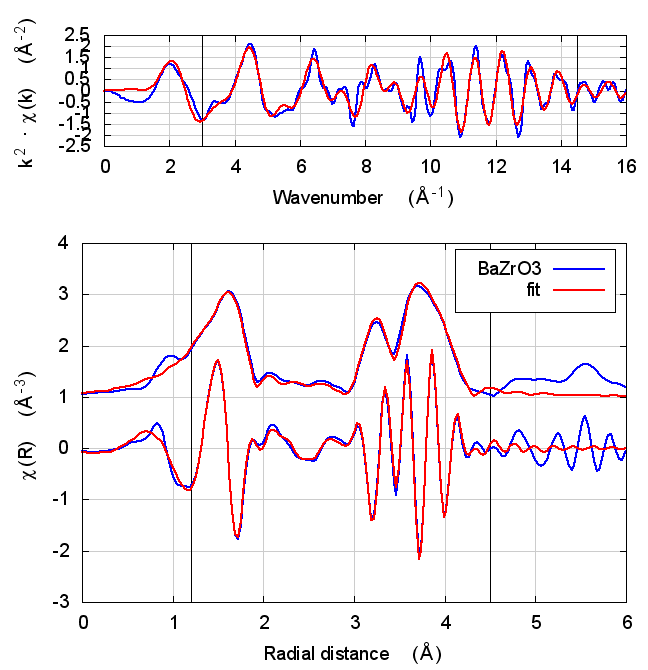 k² · χ(k) (Å⁻²)
2.5
2
1.5
1
0.5
0
-0.5
-1
-1.5
-2
-2.5
0 2 4 6 8 10 12 14 16
Wavenumber (Å⁻¹)
χ(R) (Å⁻³)
4
3
2
1
0
-1
-2
-3
BaZrO3
fit
0 1 2 3 4 5 6
Radial distance (Å)